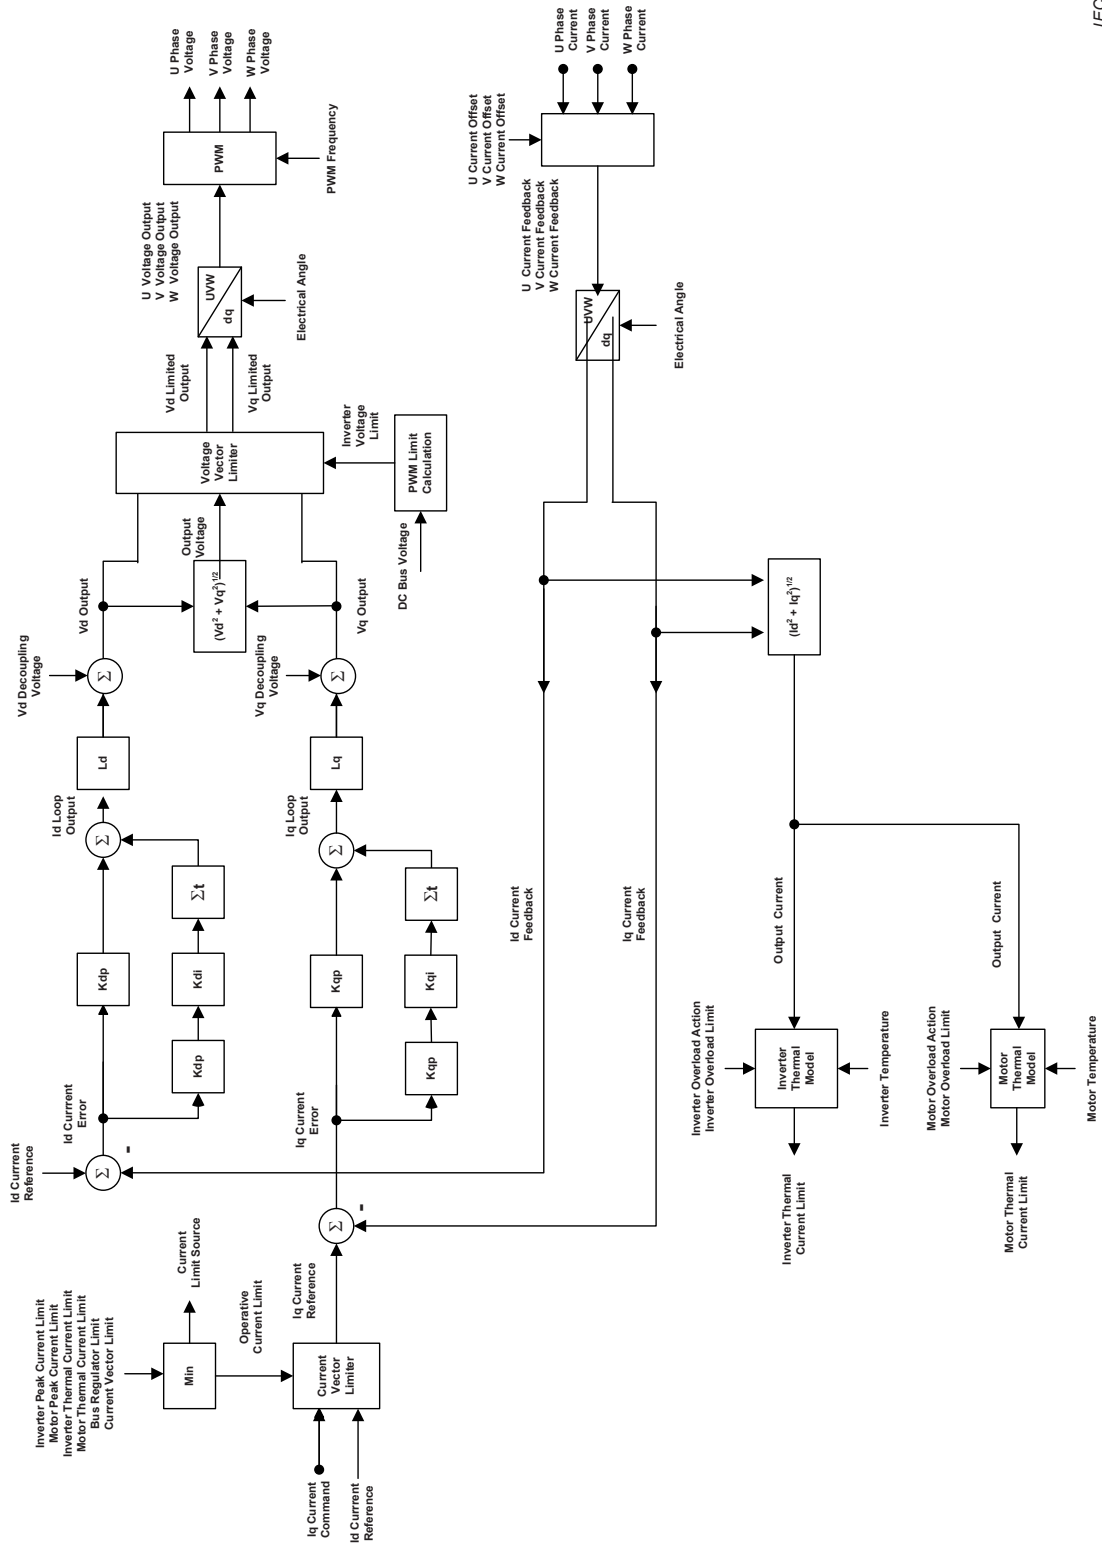 Inverter Peak Current Limit
Motor Peak Current Limit
Inverter Thermal Current Limit
Motor Thermal Current Limit
Bus Regulator Limit
Current Vector Limit
Min
Current
Limit Source
Operative
Current Limit
Iq Current
Command
Id Currrent
Reference
Current
Vector
Limiter
Iq Current
Reference
Σ
-
Id Currrent
Reference
Σ
-
Id Currrent
Error
Kdp
Kdp
Kdi
Σt
Id Loop
Output
Σ
Ld
Vd Decoupling
Voltage
Σ
Vd Output
Iq Current
Error
Kqp
Kqp
Kqi
Σt
Iq Loop
Output
Σ
Lq
Vq Decoupling
Voltage
Σ
Vq Output
(Vd² + Vq²)¹/²
Output
Voltage
Voltage
Vector
Limiter
DC Bus Voltage
PWM Limit
Calculation
Inverter
Voltage
Limit
Vd Limited
Output
Vq Limited
Output
dq
UVW
Electrical Angle
U Voltage Output
V Voltage Output
W Voltage Output
PWM
PWM Frequency
U Phase
Voltage
V Phase
Voltage
W Phase
Voltage
U Phase
Current
V Phase
Current
W Phase
Current
U Current Offset
V Current Offset
W Current Offset
U Current Feedback
V Current Feedback
W Current Feedback
UVW
dq
Electrical Angle
Id Current
Feedback
Iq Current
Feedback
(Id² + Iq²)¹/²
Output Current
Output Current
Inverter Overload Action
Inverter Overload Limit
Inverter
Thermal
Model
Inverter Temperature
Inverter Thermal
Current Limit
Motor Overload Action
Motor Overload Limit
Motor
Thermal
Model
Motor Temperature
Motor Thermal
Current Limit